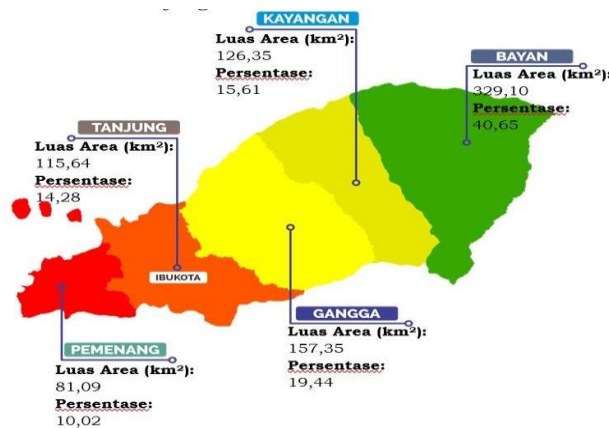 KAYANGAN
Luas Area (km²):
126,35
Persentase:
15,61
BAYAN
Luas Area (km²):
329,10
Persentase:
40,65
TANJUNG
Luas Area (km²):
115,64
Persentase:
14,28
IBUKOTA
GANGGA
Luas Area (km²):
157,35
Persentase:
19,44
PEMENANG
Luas Area (km²):
81,09
Persentase:
10,02